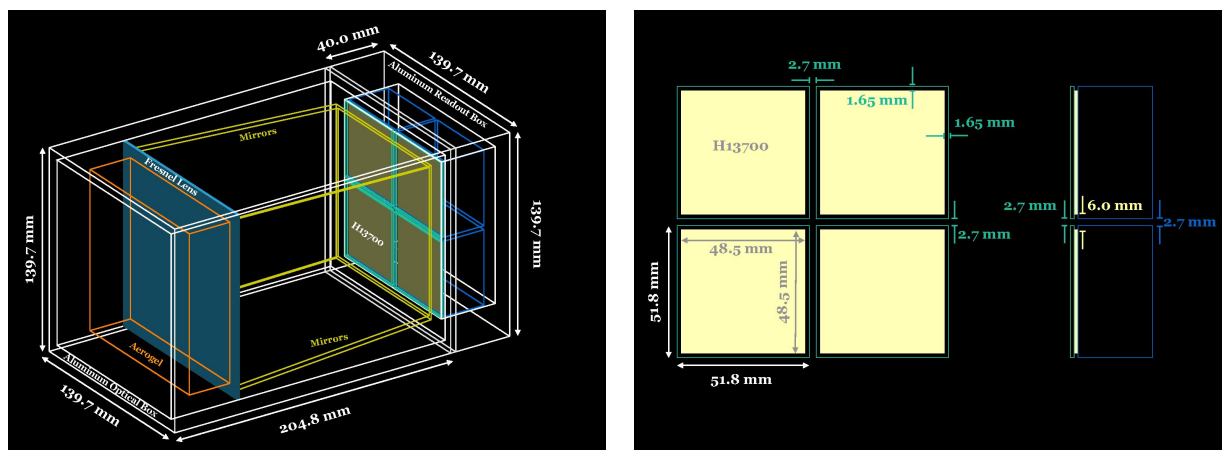 40.0 mm
139.7 mm
Aluminum Readout Box
Mirrors
Fresnel Lens
H13700
139.7 mm
139.7 mm
Aerogel
Mirrors
Aluminum Optical Box
139.7 mm
204.8 mm
2.7 mm
1.65 mm
1.65 mm
H13700
2.7 mm
6.0 mm
2.7 mm
2.7 mm
48.5 mm
48.5 mm
51.8 mm
51.8 mm